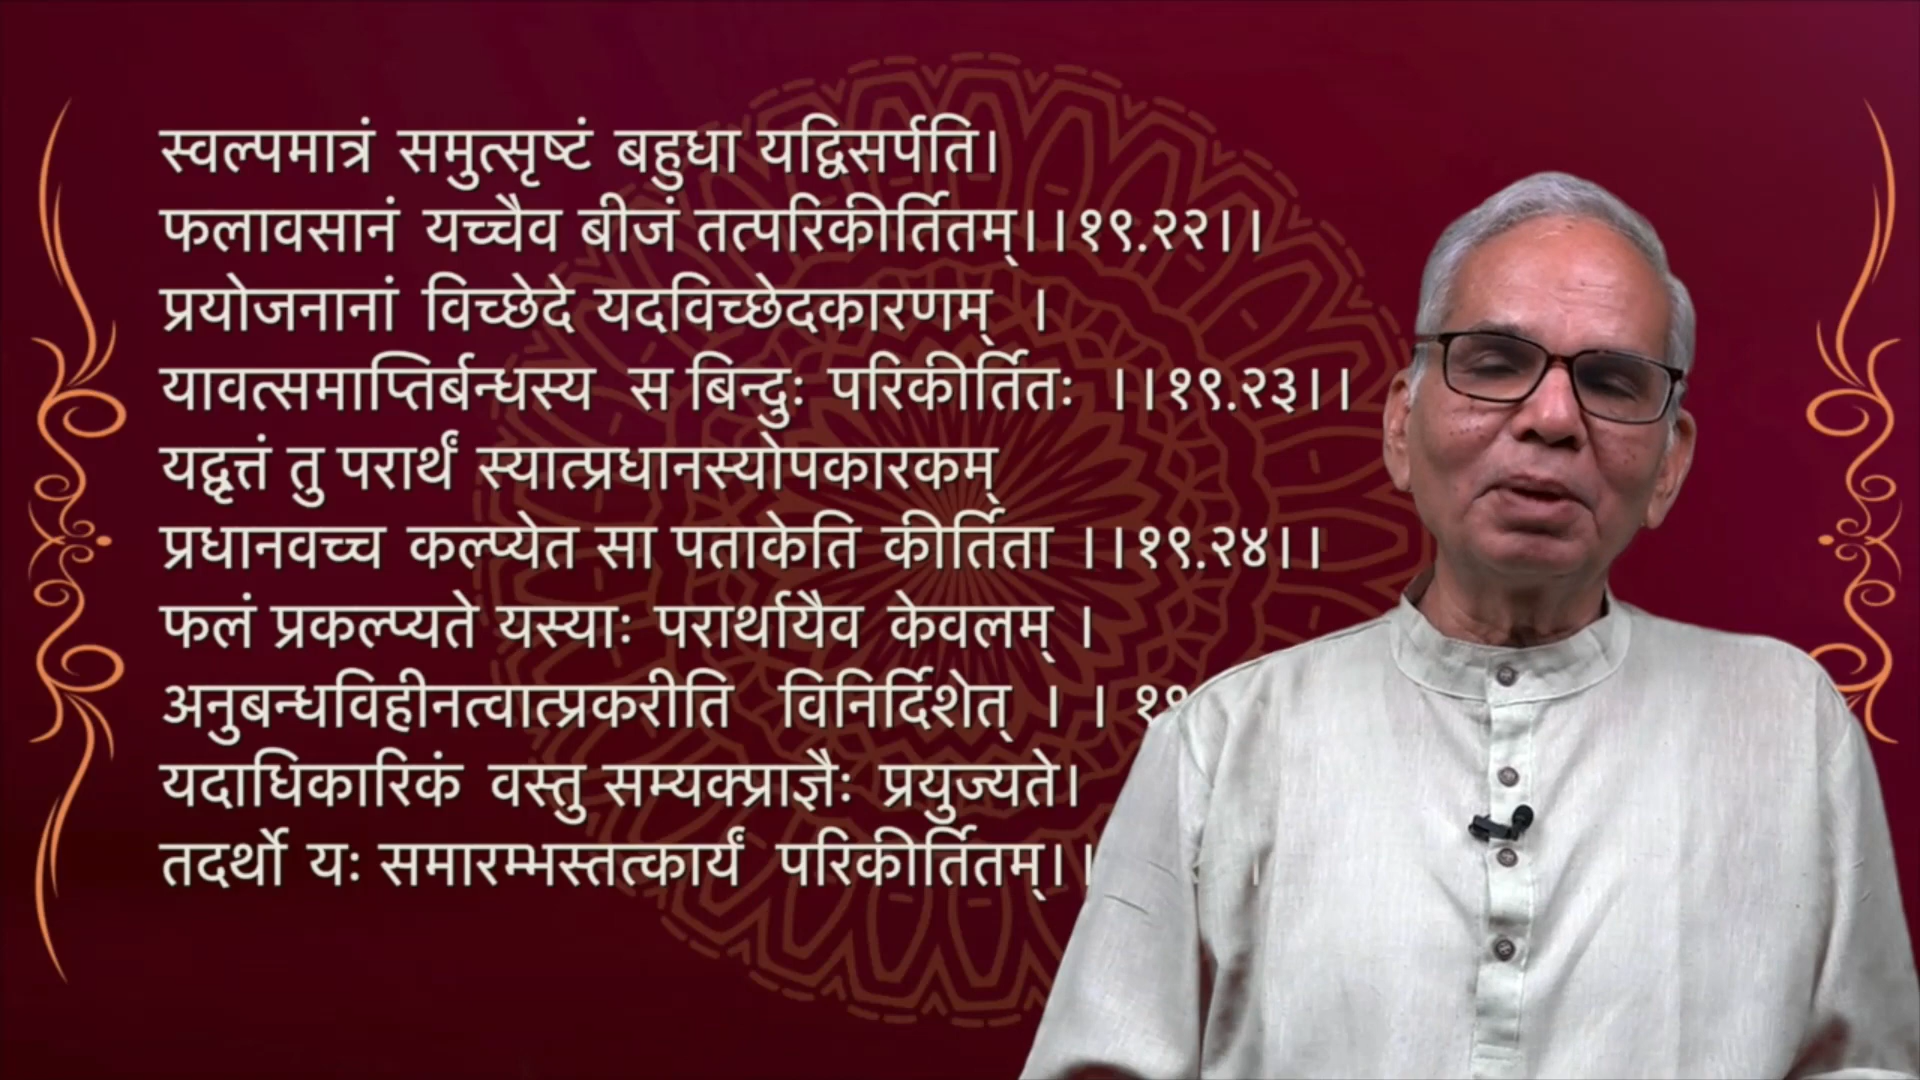 स्वल्पमात्रं समुत्सृष्टं बहुधा यद्विसर्पति।
फलावसानं यच्चैव बीजं तत्परिकीर्तितम्।।१९.२२।।
प्रयोजनानां विच्छेदे यदविच्छेदकारणम् ।
यावत्समाप्तिर्बन्धस्य स बिन्दुः परिकीर्तितः ।।१९.२३।।
यद्वृत्तं तु परार्थं स्यात्प्रधानस्योपकारकम्
प्रधानवच्च कल्प्येत सा पताकेति कीर्तिता ।।१९.२४।।
फलं प्रकल्प्यते यस्याः परार्थायैव केवलम् ।
अनुबन्धविहीनत्वात्प्रकरीति विनिर्दिशेत् । । १९
यदाधिकारिकं वस्तु सम्यक्प्राज्ञैः प्रयुज्यते।
तदर्थो यः समारम्भस्तत्कार्यं परिकीर्तितम्।।